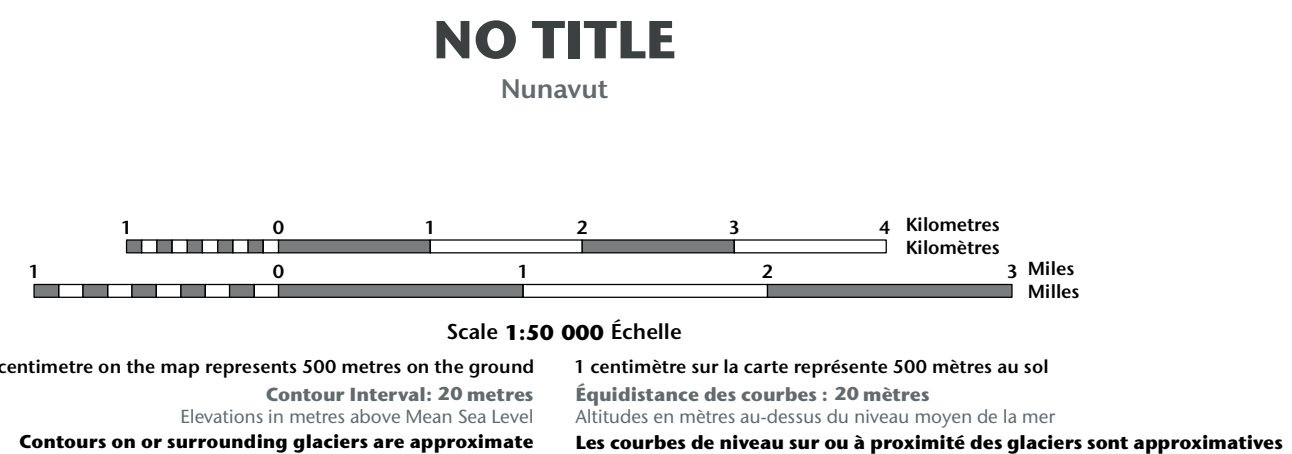 NO TITLE
Nunavut
1 0 1 2 3 4 Kilometres
Kilomètres
1 0 1 2 3 Miles
Milles
Scale 1:50 000 Échelle
centimetre on the map represents 500 metres on the ground
1 centimètre sur la carte représente 500 mètres au sol
Contour Interval: 20 metres
Équidistance des courbes : 20 mètres
Elevations in metres above Mean Sea Level
Altitudes en mètres au-dessus du niveau moyen de la mer
Contours on or surrounding glaciers are approximate
Les courbes de niveau sur ou à proximité des glaciers sont approximatives